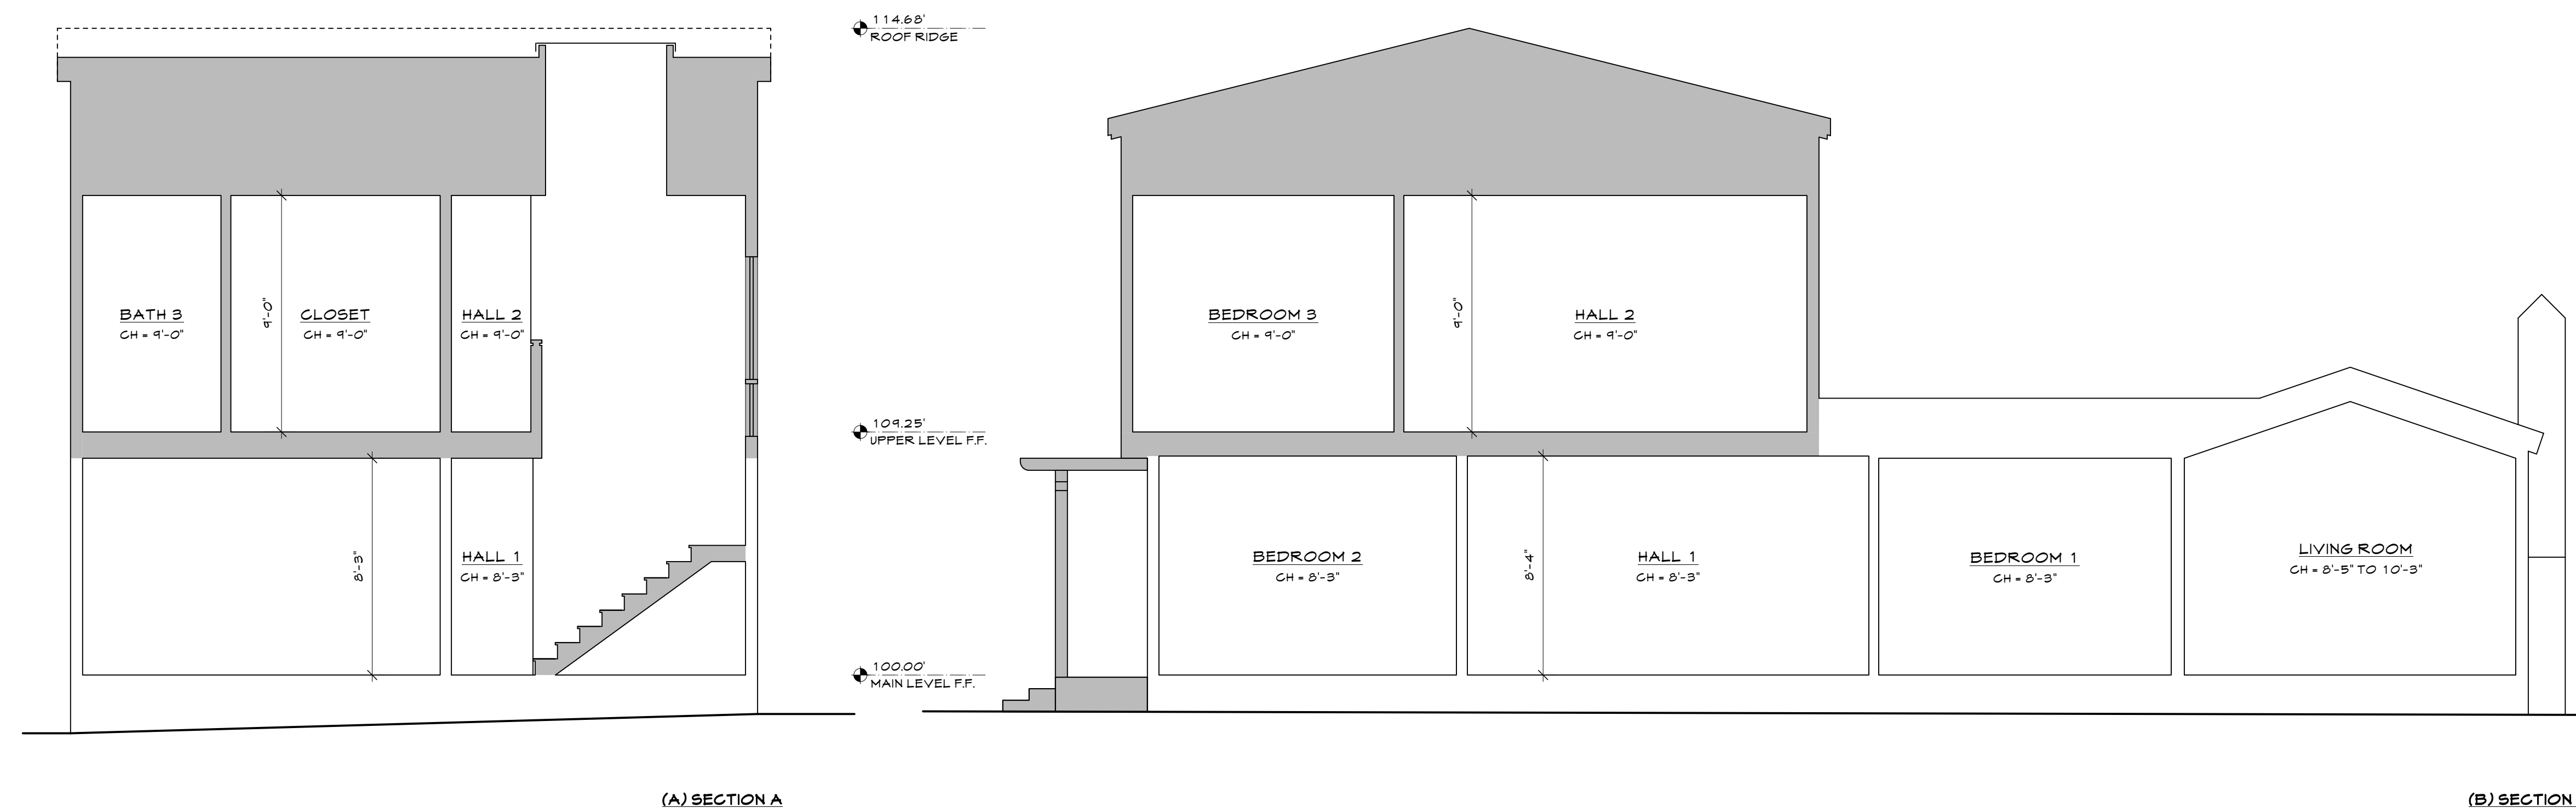 114.68'
ROOF RIDGE
BATH 3
CH = 9'-0"
9'-0"
CLOSET
CH = 9'-0"
HALL 2
CH = 9'-0"
BEDROOM 3
CH = 9'-0"
9'-0"
HALL 2
CH = 9'-0"
109.25'
UPPER LEVEL F.F.
8'-3"
HALL 1
CH = 8'-3"
BEDROOM 2
CH = 8'-3"
8'-4"
HALL 1
CH = 8'-3"
BEDROOM 1
CH = 8'-3"
LIVING ROOM
CH = 8'-5" TO 10'-3"
100.00'
MAIN LEVEL F.F.
(A) SECTION A
(B) SECTION